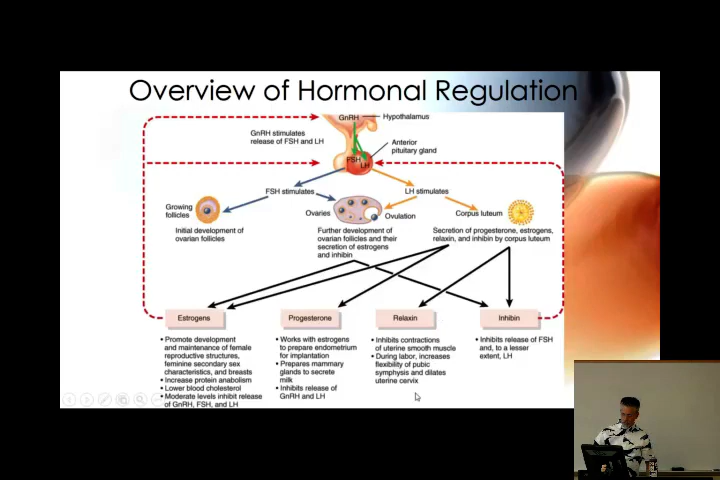 Overview of Hormonal Regulation
GnRH
Hypothalamus
GnRH stimulates
release of FSH and LH
Anterior
pituitary gland
FSH
LH
FSH stimulates
LH stimulates
Growing
follicles
Ovaries
Ovulation
Corpus luteum
Initial development of
ovarian follicles
Further development of
ovarian follicles and their
secretion of estrogens
and inhibin
Secretion of progesterone, estrogens,
relaxin, and inhibin by corpus luteum
Estrogens
Progesterone
Relaxin
Inhibin
• Promote development
and maintenance of female
reproductive structures,
feminine secondary sex
characteristics, and breasts
• Increase protein anabolism
• Lower blood cholesterol
• Moderate levels inhibit release
of GnRH, FSH, and LH
• Works with estrogens
to prepare endometrium for
implantation
• Prepares mammary
glands to secrete
milk
• Inhibits release of
GnRH and LH
• Inhibits contractions
of uterine smooth muscle
• During labor, increases
flexibility of pubic
symphysis and dilates
uterine cervix
• Inhibits release of FSH
and, to a lesser
extent, LH